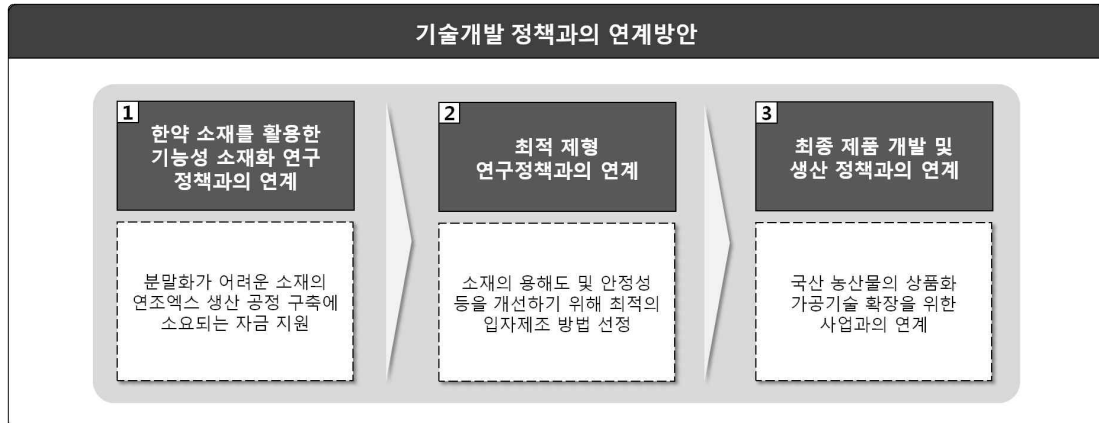 기술개발 정책과의 연계방안
1
한약 소재를 활용한
기능성 소재화 연구
정책과의 연계
분말화가 어려운 소재의
연조엑스 생산 공정 구축에
소요되는 자금 지원
2
최적 제형
연구정책과의 연계
소재의 용해도 및 안정성
등을 개선하기 위해 최적의
입자제조 방법 선정
3
최종 제품 개발 및
생산 정책과의 연계
국산 농산물의 상품화
가공기술 확장을 위한
사업과의 연계